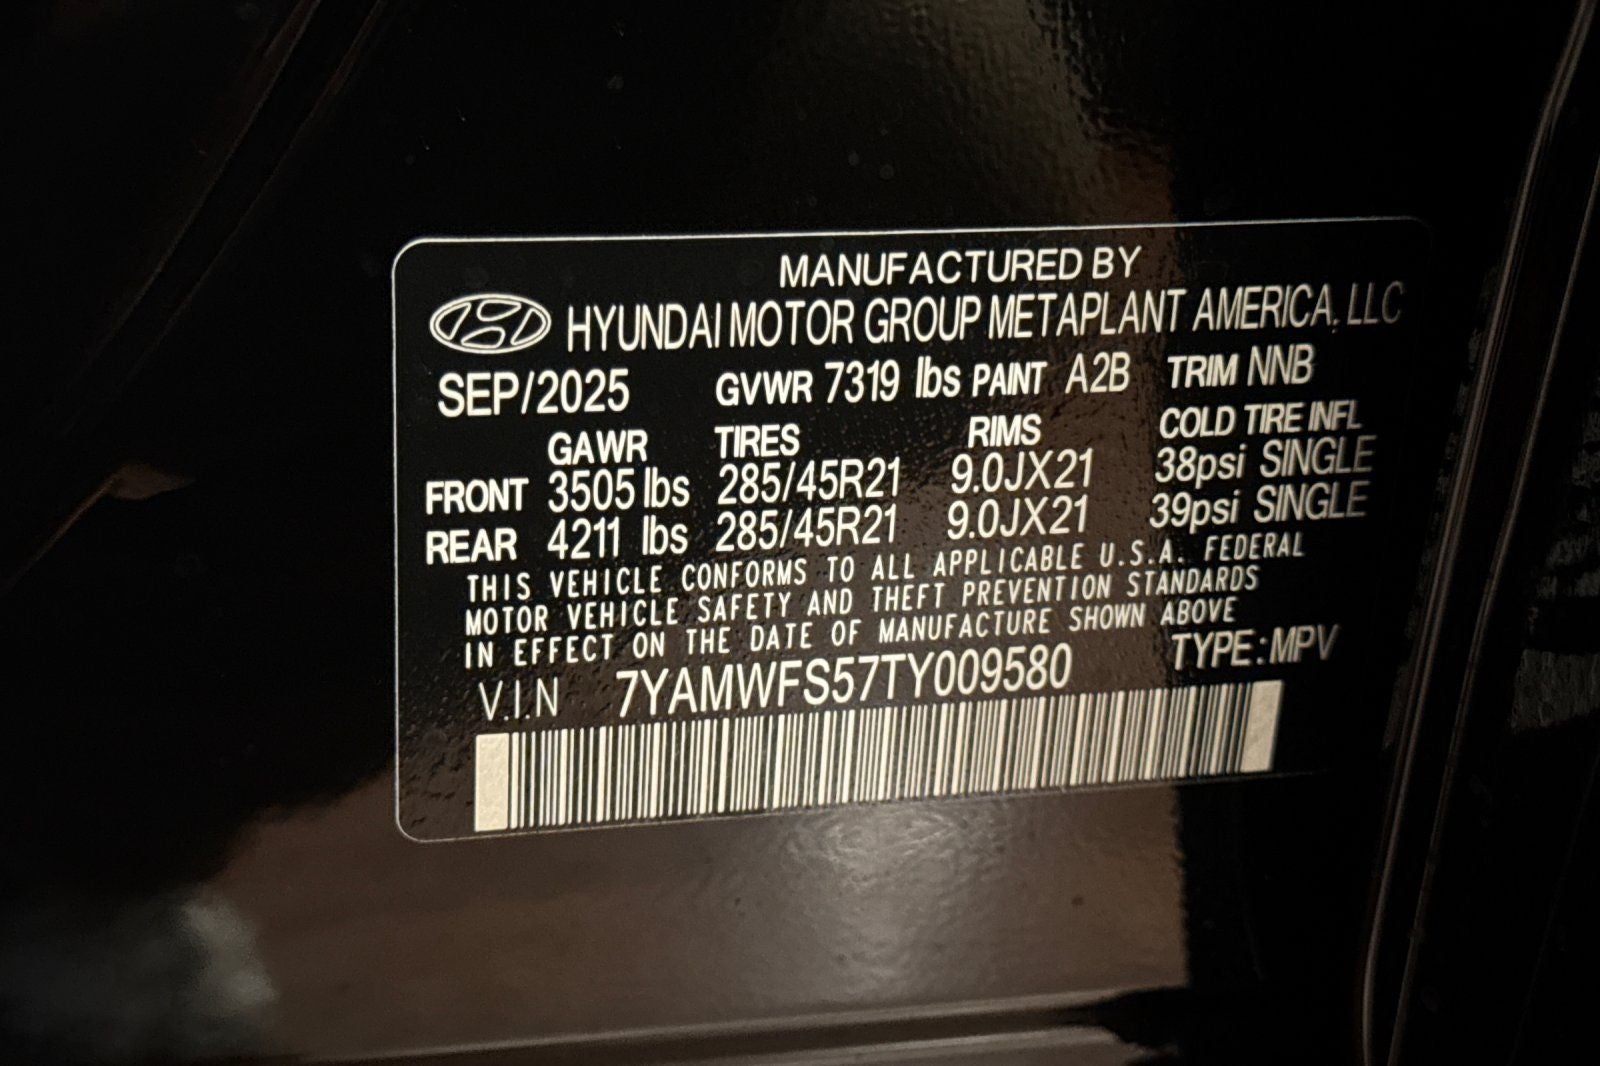 MANUFACTURED BY
HYUNDAI MOTOR GROUP METAPLANT AMERICA, LLC
SEP/2025 GVWR 7319 lbs PAINT A2B TRIM NNB
GAWR TIRES RIMS COLD TIRE INFL
FRONT 3505 lbs 285/45R21 9.0JX21 38psi SINGLE
REAR 4211 lbs 285/45R21 9.0JX21 39psi SINGLE
THIS VEHICLE CONFORMS TO ALL APPLICABLE U.S.A. FEDERAL
MOTOR VEHICLE SAFETY AND THEFT PREVENTION STANDARDS
IN EFFECT ON THE DATE OF MANUFACTURE SHOWN ABOVE
V.I.N 7YAMWFS57TY009580 TYPE: MPV